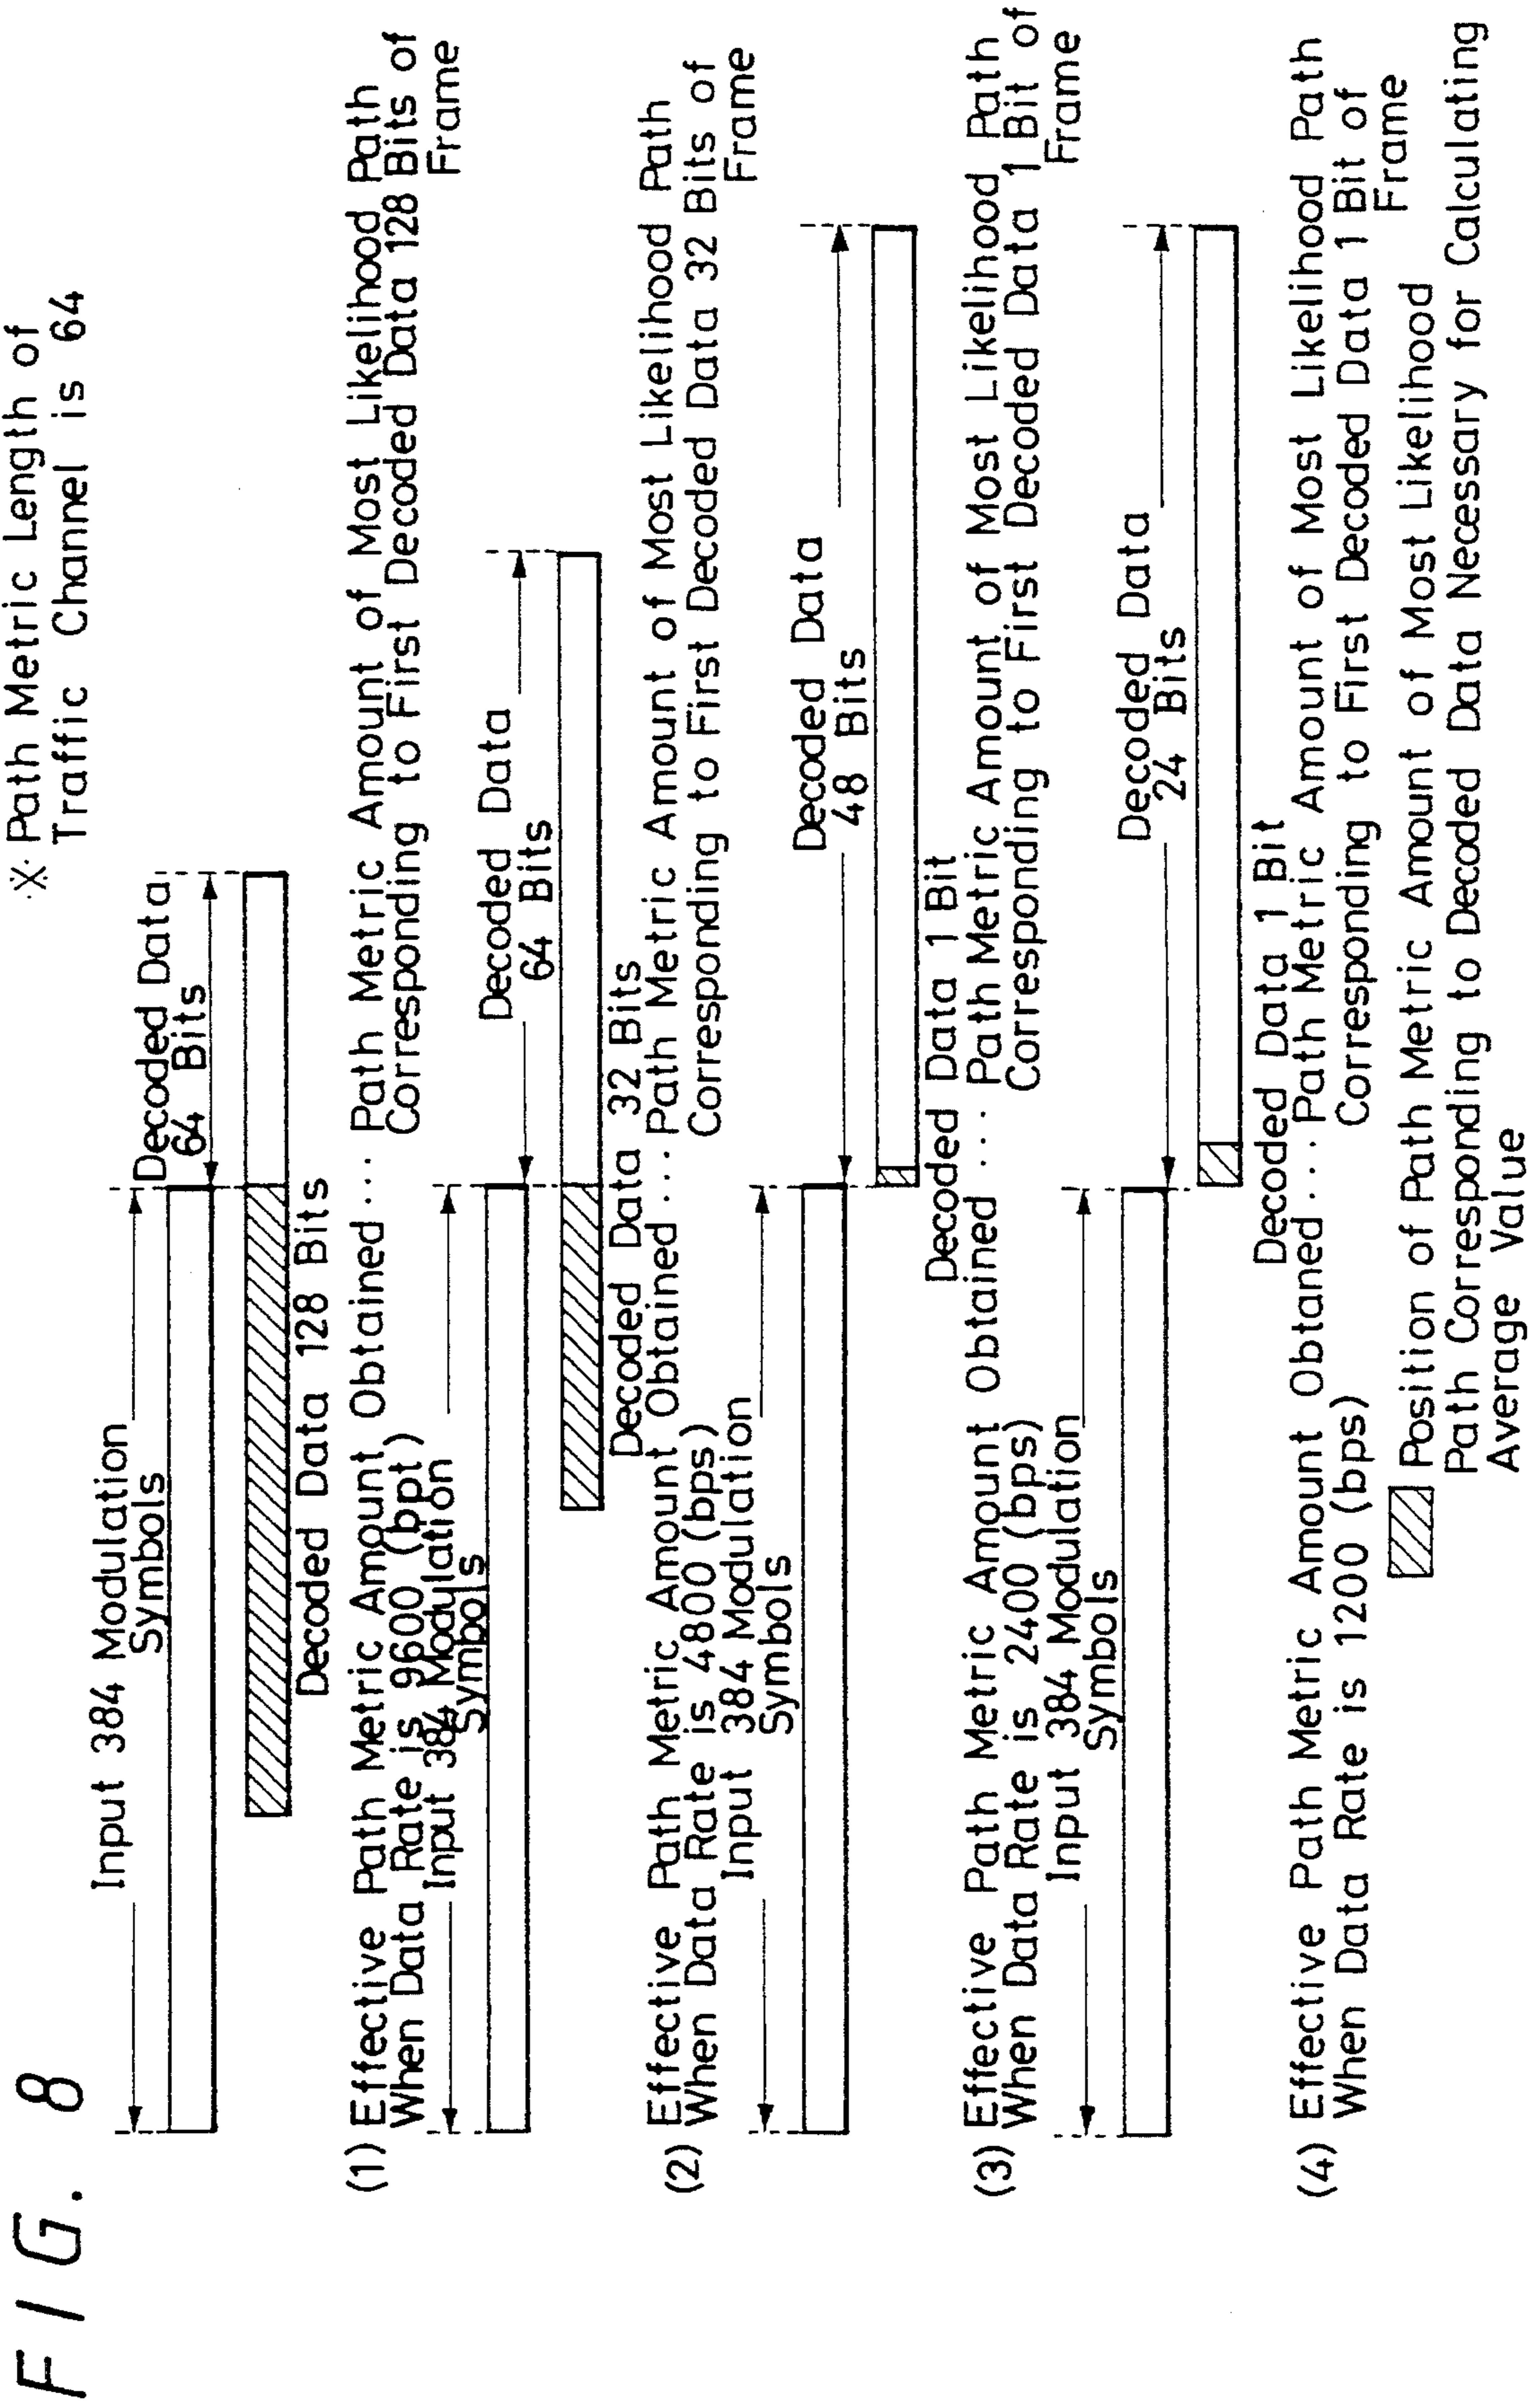 FIG. 8
※ Path Metric Length of
Traffic Channel is 64
Input 384 Modulation
Symbols
Decoded Data
64 Bits
Decoded Data 128 Bits
(1) Effective Path Metric Amount Obtained ... Path Metric Amount of Most Likelihood Path
When Data Rate is 9600 (bpt)
Corresponding to First Decoded Data 128 Bits of
Frame
Input 384 Modulation
Symbols
Decoded Data
64 Bits
Decoded Data 32 Bits
(2) Effective Path Metric Amount Obtained ... Path Metric Amount of Most Likelihood Path
When Data Rate is 4800 (bps)
Corresponding to First Decoded Data 32 Bits of
Frame
Input 384 Modulation
Symbols
Decoded Data
48 Bits
Decoded Data 1 Bit
(3) Effective Path Metric Amount Obtained ... Path Metric Amount of Most Likelihood Path
When Data Rate is 2400 (bps)
Corresponding to First Decoded Data 1 Bit of
Frame
Input 384 Modulation
Symbols
Decoded Data
24 Bits
Decoded Data 1 Bit
(4) Effective Path Metric Amount Obtaned ... Path Metric Amount of Most Likelihood Path
When Data Rate is 1200 (bps)
Corresponding to First Decoded Data 1 Bit of
Frame
Position of Path Metric Amount of Most Likelihood
Path Corresponding to Decoded Data Necessary for Calculating
Average Value